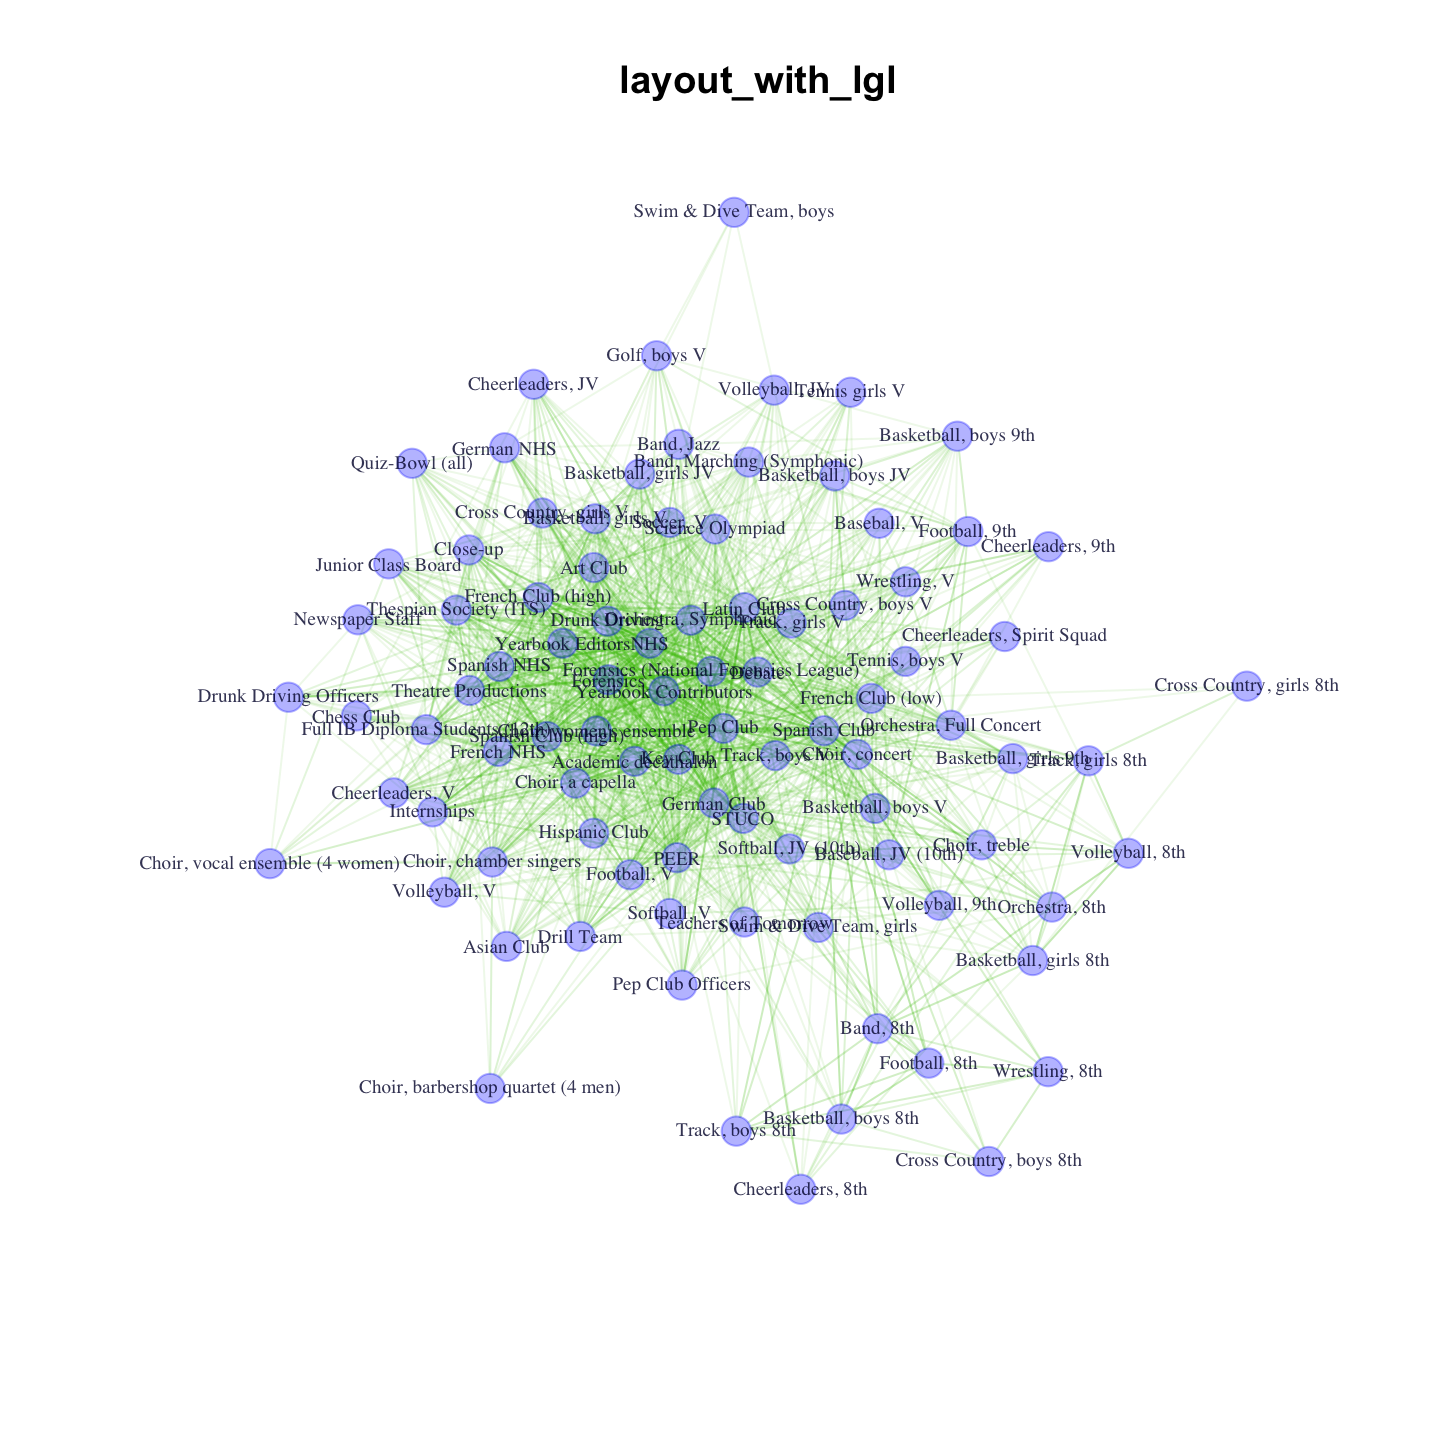 layout_with_lgl
Swim & Dive Team, boys
Golf, boys V
Cheerleaders, JV
Volleyball, JV
Tennis girls V
Basketball, boys 9th
Band, Jazz
German NHS
Quiz-Bowl (all)
Band, Marching (Symphonic)
Basketball, girls JV
Basketball, boys JV
Cross Country, girls V
Basketball, girls V
Soccer, V
Science Olympiad
Baseball, V
Football, 9th
Cheerleaders, 9th
Close-up
Junior Class Board
Art Club
Wrestling, V
French Club (high)
Thespian Society (ITS)
Latin Club
Cross Country, boys V
Newspaper Staff
Drunk Driving
Orchestra, Symphonic
Track, girls V
Cheerleaders, Spirit Squad
Yearbook Editors
NHS
Spanish NHS
Tennis, boys V
Forensics (National Forensics League)
Debate
Forensics
Cross Country, girls 8th
Theatre Productions
Yearbook Contributors
Drunk Driving Officers
French Club (low)
Chess Club
Orchestra, Full Concert
Full IB Diploma Students (12th)
Choir, women's ensemble
Pep Club
Spanish Club
Spanish Club (high)
French NHS
Academic decathalon
Key Club
Track, boys V
Choir, concert
Basketball, girls 9th
Track, girls 8th
Choir, a capella
Cheerleaders, V
Internships
German Club
Basketball, boys V
STUCO
Hispanic Club
Softball, JV (10th)
Baseball, JV (10th)
Choir, treble
Volleyball, 8th
Choir, vocal ensemble (4 women)
Choir, chamber singers
PEER
Football, V
Volleyball, V
Volleyball, 9th
Orchestra, 8th
Softball, V
Teachers of Tomorrow
Swim & Dive Team, girls
Drill Team
Asian Club
Basketball, girls 8th
Pep Club Officers
Band, 8th
Football, 8th
Wrestling, 8th
Choir, barbershop quartet (4 men)
Basketball, boys 8th
Track, boys 8th
Cross Country, boys 8th
Cheerleaders, 8th